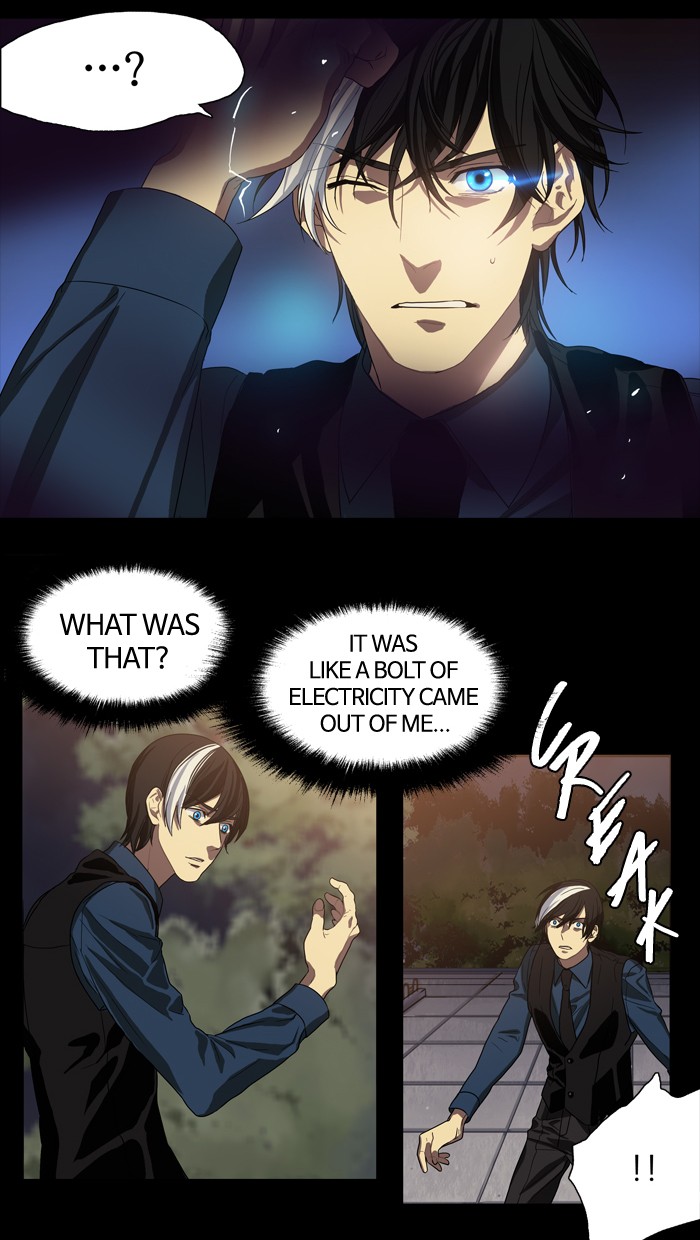 ...?
WHAT WAS
THAT?
IT WAS
LIKE A BOLT OF
ELECTRICITY CAME
OUT OF ME...
CREAK
!!